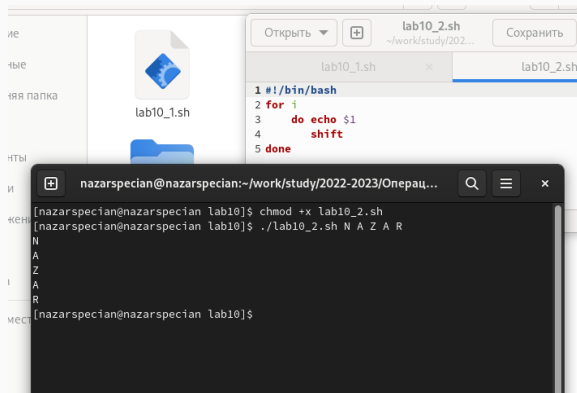 ие
ные
няя папка
нты
и
жени
мест
lab10_1.sh
Открыть
lab10_2.sh
~/work/study/202...
Сохранить
lab10_1.sh ×
lab10_2.sh
1 #!/bin/bash
2 for i
3 do echo $1
4 shift
5 done
nazarspecian@nazarspecian:~/work/study/2022-2023/Операц...
[nazarspecian@nazarspecian lab10]$ chmod +x lab10_2.sh
[nazarspecian@nazarspecian lab10]$ ./lab10_2.sh N A Z A R
N
A
Z
A
R
[nazarspecian@nazarspecian lab10]$